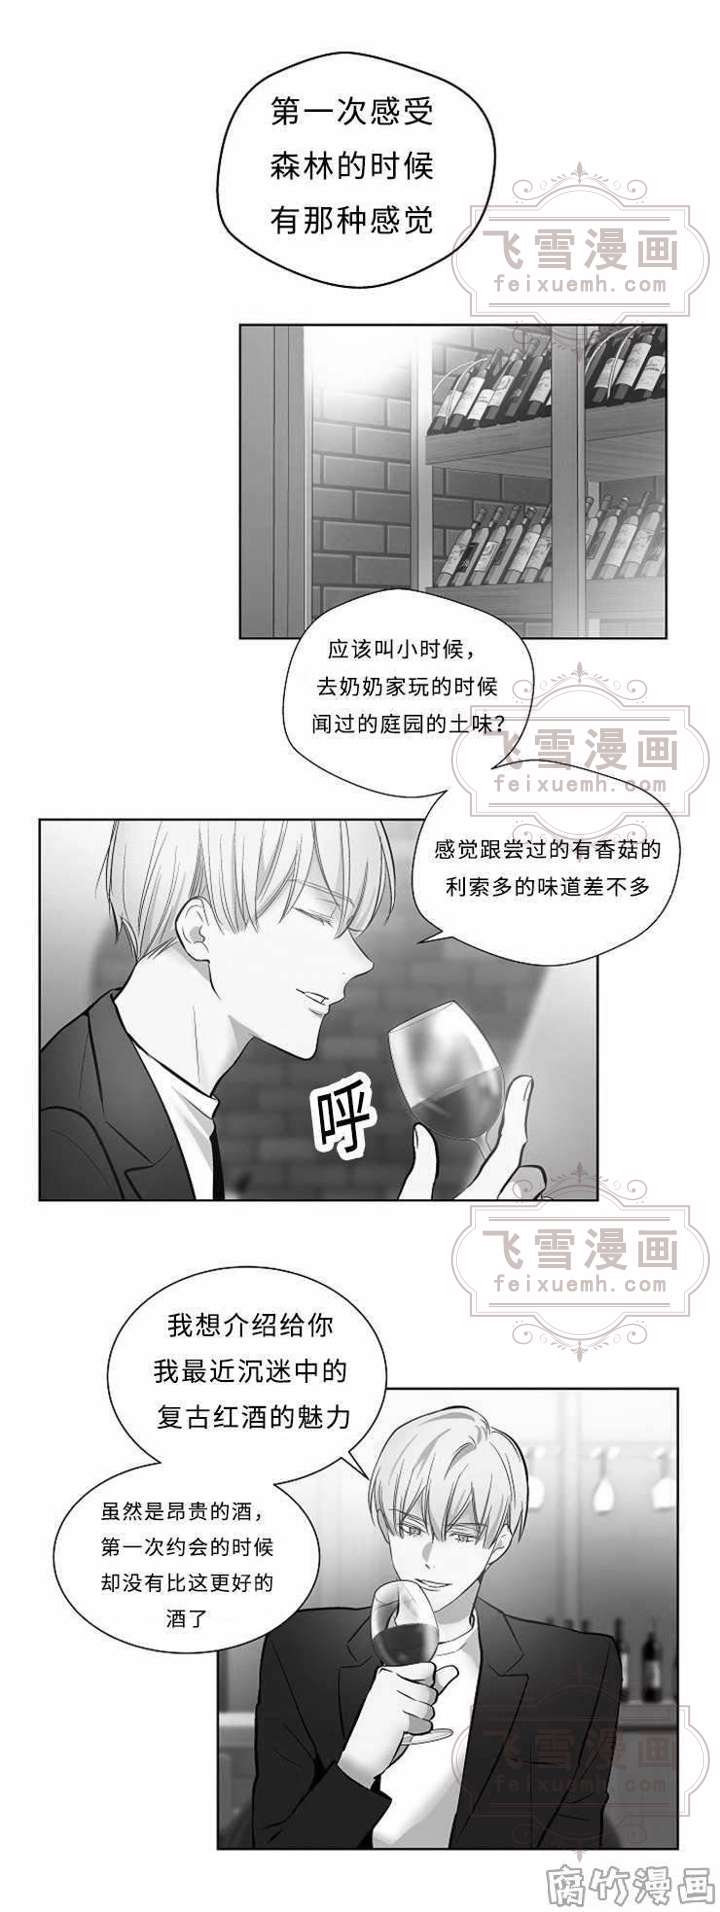 第一次感受
森林的时候
有那种感觉
飞雪漫画
feixuemh.com
应该叫小时候，
去奶奶家玩的时候
闻过的庭园的土味？
飞雪漫画
feixuemh.com
感觉跟尝过的有香菇的
利索多的味道差不多
呼
飞雪漫画
feixuemh.com
我想介绍给你
我最近沉迷中的
复古红酒的魅力
虽然是昂贵的酒，
第一次约会的时候
却没有比这更好的
酒了
飞雪漫画
feixuemh.com
腐竹漫画